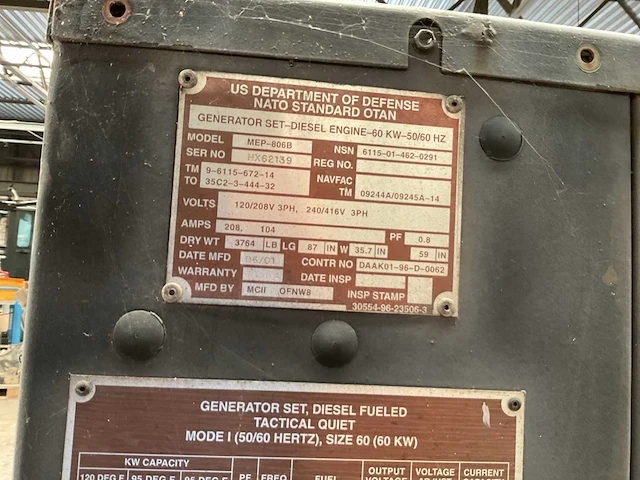 US DEPARTMENT OF DEFENSE
NATO STANDARD OTAN
GENERATOR SET-DIESEL ENGINE-60 KW-50/60 HZ
MODEL MEP-806B NSN 6115-01-462-0291
SER NO HX62139 REG NO.
TM 9-6115-672-14 NAVFAC
TO 35C2-3-444-32 TM 09244A/09245A-14
VOLTS 120/208V 3PH, 240/416V 3PH
AMPS 208, 104 PF 0.8
DRY WT 3764 LB LG 87 IN W 35.7 IN 59 IN
DATE MFD 06/01 CONTR NO DAAK01-96-D-0062
WARRANTY DATE INSP
MFD BY MCII OFNW8 INSP STAMP
30554-96-23506-3
GENERATOR SET, DIESEL FUELED
TACTICAL QUIET
MODE I (50/60 HERTZ), SIZE 60 (60 KW)
KW CAPACITY OUTPUT VOLTAGE CURRENT
120 DEG F 95 DEG F 95 DEG F PF FREQ FUEL VOLTAGE ADJUST CAPACITY